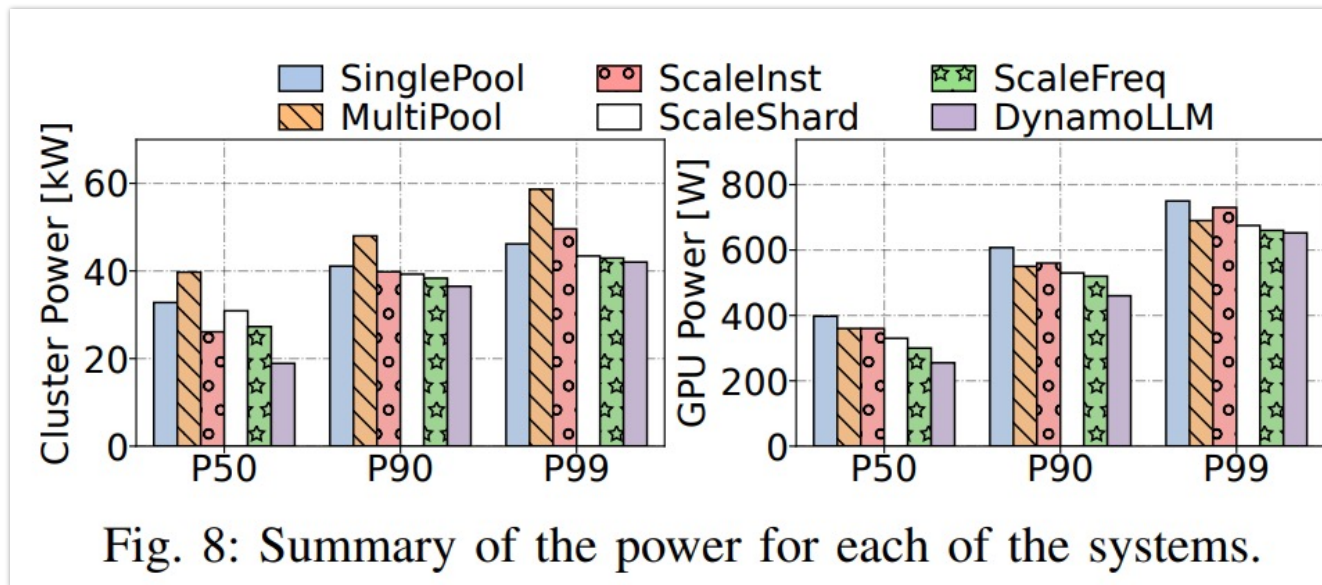 SinglePool ScaleInst ScaleFreq
MultiPool ScaleShard DynamoLLM
Cluster Power [kW]
60
40
20
0
P50 P90 P99
GPU Power [W]
800
600
400
200
0
P50 P90 P99
Fig. 8: Summary of the power for each of the systems.